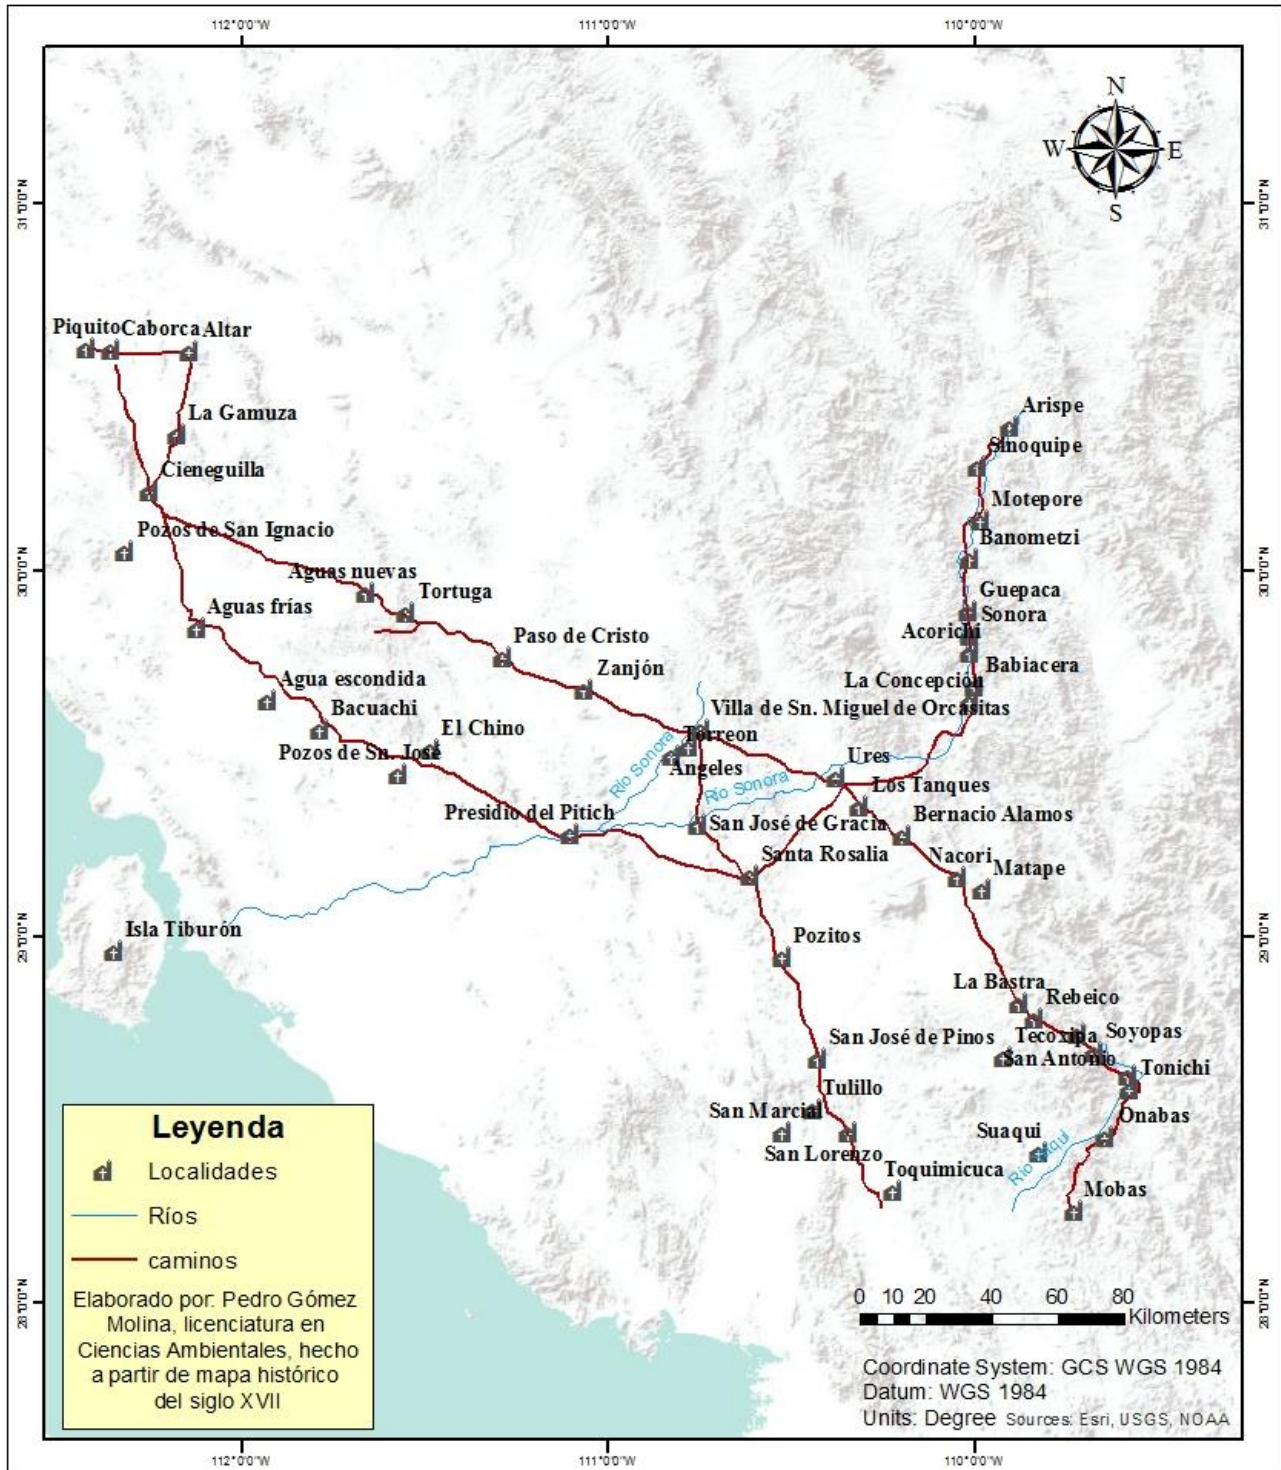 112°0'0"W 111°0'0"W 110°0'0"W
N
W E
S
31°0'0"N 31°0'0"N
Piquito Caborca Altar
La Gamuza
Arispe
Sinoquipe
Cieneguilla
Motepore
Pozos de San Ignacio
Banometzi
30°0'0"N 30°0'0"N
Aguas nuevas
Tortuga
Guepaca
Aguas frías
Sonora
Acorichi
Paso de Cristo
Babiacera
Zanjón
Agua escondida
La Concepción
Bacuachi
Villa de Sn. Miguel de Orcasitas
El Chino
Torreon
Pozos de Sn. José
Ures
Angeles
Río Sonora
Río Sonora
Los Tanques
Presidio del Pitich
San José de Gracia
Bernacio Alamos
Santa Rosalia
Nacori
Matape
Isla Tiburón
29°0'0"N 29°0'0"N
Pozitos
La Bastra
Rebeico
San José de Pinos
Tecoxipa
Soyopas
San Antonio
Tonichi
Tulillo
San Marcial
Onabas
Suaqui
San Lorenzo
Toquimicuca
Mobas
28°0'0"N 28°0'0"N
Leyenda
Localidades
Ríos
caminos
Elaborado por: Pedro Gómez
Molina, licenciatura en
Ciencias Ambientales, hecho
a partir de mapa histórico
del siglo XVII
0 10 20 40 60 80
Kilometers
Coordinate System: GCS WGS 1984
Datum: WGS 1984
Units: Degree Sources: Esri, USGS, NOAA
112°0'0"W 111°0'0"W 110°0'0"W